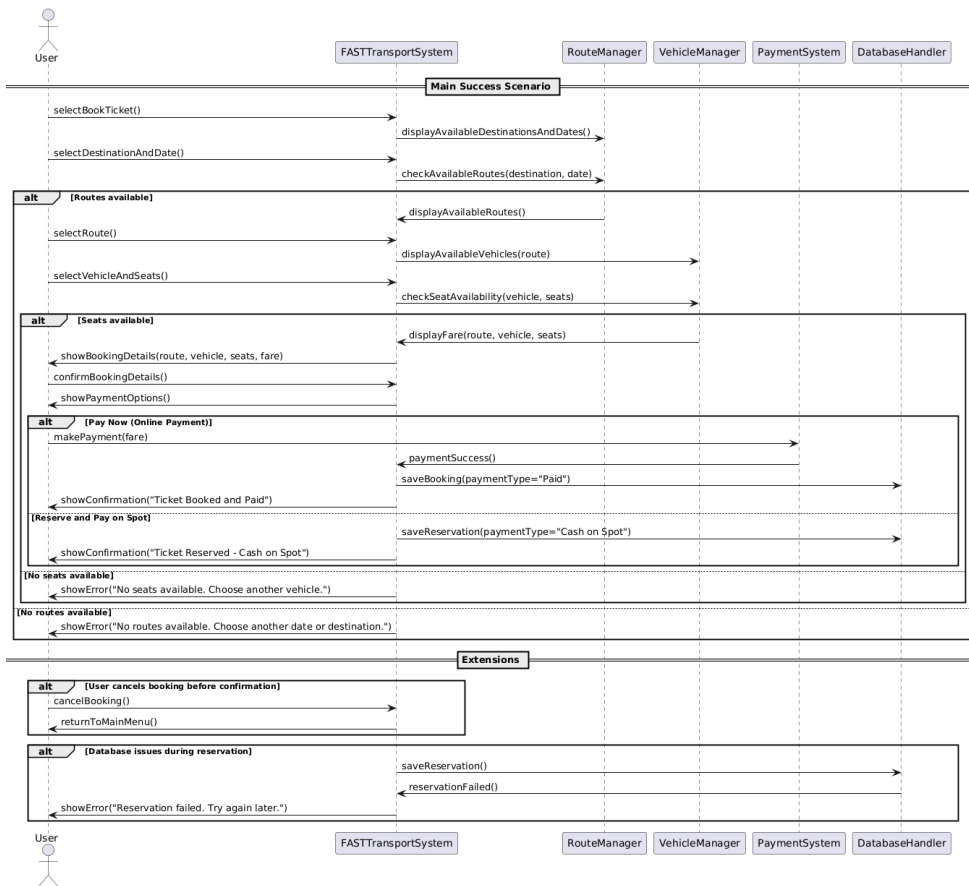 User
FASTTransportSystem
RouteManager
VehicleManager
PaymentSystem
DatabaseHandler
Main Success Scenario
selectBookTicket()
displayAvailableDestinationsAndDates()
selectDestinationAndDate()
checkAvailableRoutes(destination, date)
alt [Routes available]
displayAvailableRoutes()
selectRoute()
displayAvailableVehicles(route)
selectVehicleAndSeats()
checkSeatAvailability(vehicle, seats)
alt [Seats available]
displayFare(route, vehicle, seats)
showBookingDetails(route, vehicle, seats, fare)
confirmBookingDetails()
showPaymentOptions()
alt [Pay Now (Online Payment)]
makePayment(fare)
paymentSuccess()
saveBooking(paymentType="Paid")
showConfirmation("Ticket Booked and Paid")
[Reserve and Pay on Spot]
saveReservation(paymentType="Cash on Spot")
showConfirmation("Ticket Reserved - Cash on Spot")
[No seats available]
showError("No seats available. Choose another vehicle.")
[No routes available]
showError("No routes available. Choose another date or destination.")
Extensions
alt [User cancels booking before confirmation]
cancelBooking()
returnToMainMenu()
alt [Database issues during reservation]
saveReservation()
reservationFailed()
showError("Reservation failed. Try again later.")
User
FASTTransportSystem
RouteManager
VehicleManager
PaymentSystem
DatabaseHandler